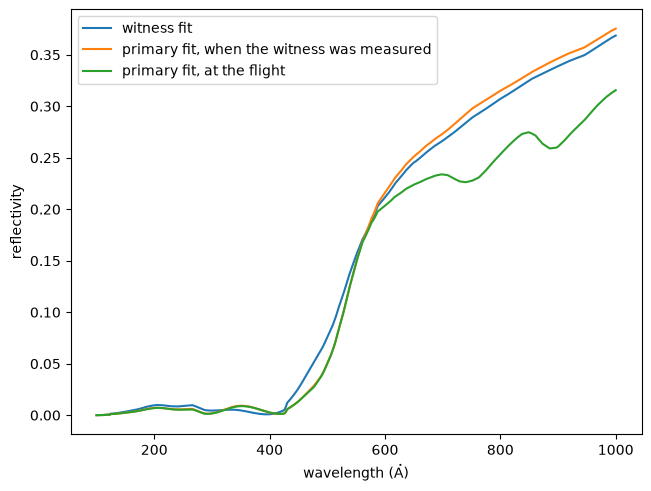 witness fit
primary fit, when the witness was measured
primary fit, at the flight
reflectivity
0.35
0.30
0.25
0.20
0.15
0.10
0.05
0.00
200
400
600
800
1000
wavelength (Å)